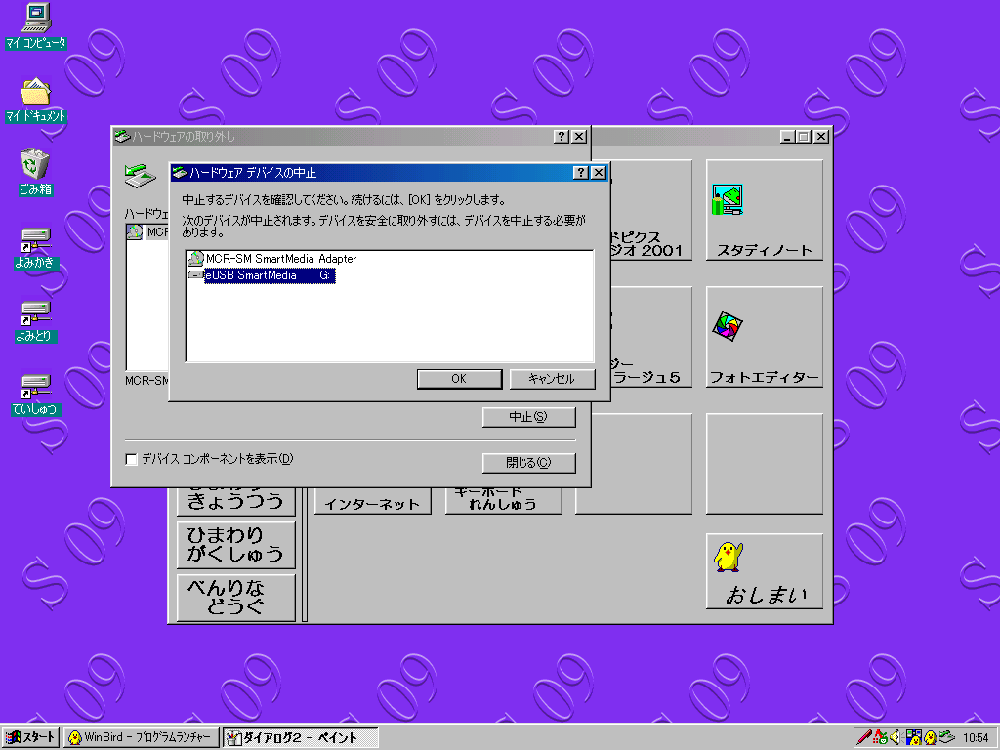 マイ コンピュータ
マイ ドキュメント
ごみ箱
よみかき
よみとり
ていしゅつ
ハードウェアの取り外し
ハードウェア デバイスの中止
中止するデバイスを確認してください。続けるには、[OK] をクリックします。
次のデバイスが中止されます。デバイスを安全に取り外すには、デバイスを中止する必要が
あります。
MCR-SM SmartMedia Adapter
eUSB SmartMedia G:
OK
キャンセル
ハードウェ
MCR
MCR-SM
中止(S)
デバイス コンポーネントを表示(D)
閉じる(C)
ドピクス
ジオ 2001
スタディノート
ジー
ラージュ5
フォトエディター
きょうつう
インターネット
キーボード
れんしゅう
ひまわり
がくしゅう
べんりな
どうぐ
おしまい
S 09
スタート
WinBird - プログラムランチャー
ダイアログ2 - ペイント
10:54